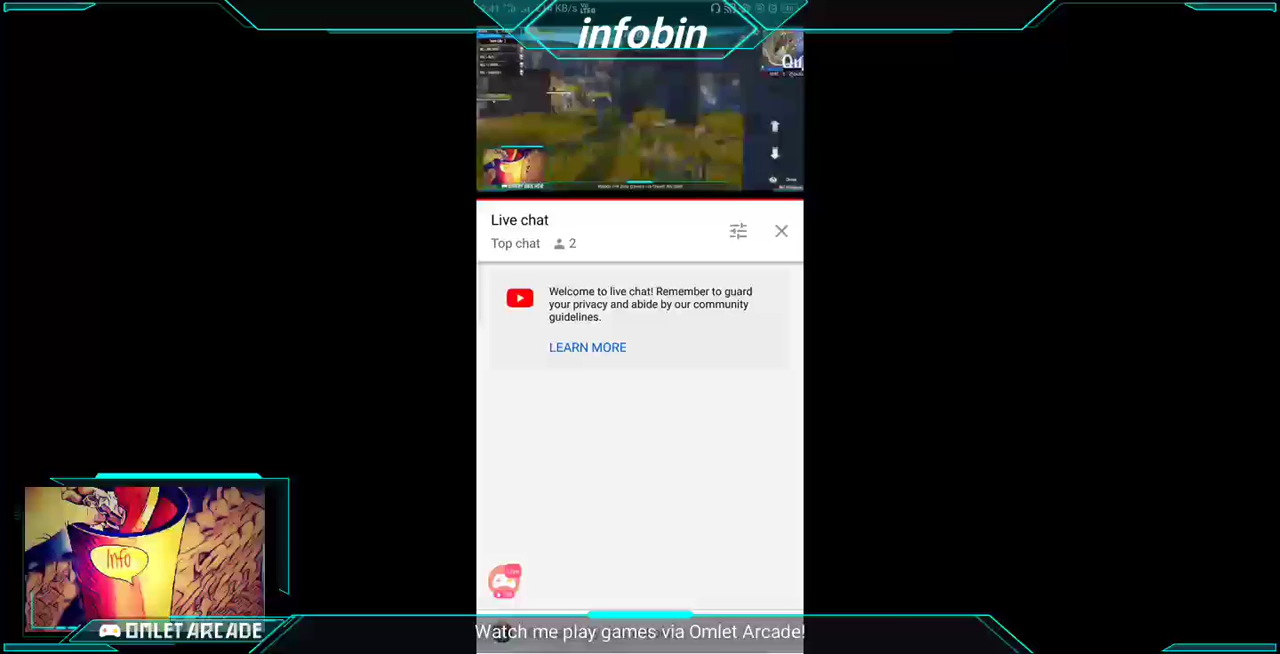 infobin
Live chat
Top chat 2
Welcome to live chat! Remember to guard
your privacy and abide by our community
guidelines.
LEARN MORE
Info
OMLET ARCADE
Watch me play games via Omlet Arcade!